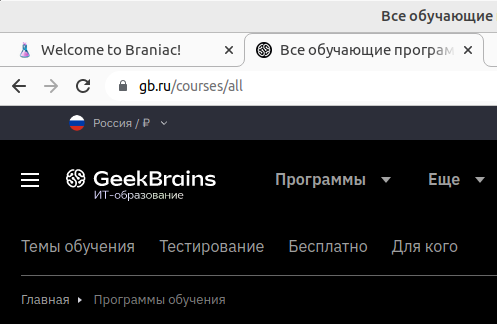 Все обучающие
Welcome to Braniac!
Все обучающие програм
gb.ru/courses/all
Россия / ₽
GeekBrains
ИТ-образование
Программы
Еще
Темы обучения Тестирование Бесплатно Для кого
Главная Программы обучения